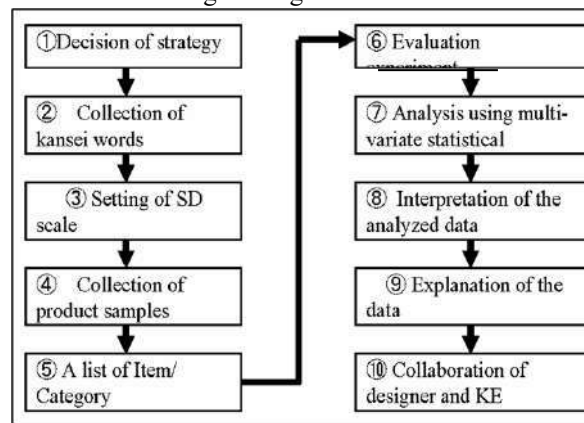 ①Decision of strategy
② Collection of
kansei words
③ Setting of SD
scale
④ Collection of
product samples
⑤ A list of Item/
Category
⑥ Evaluation
experiment
⑦ Analysis using multi-
variate statistical
⑧ Interpretation of the
analyzed data
⑨ Explanation of the
data
⑩ Collaboration of
designer and KE